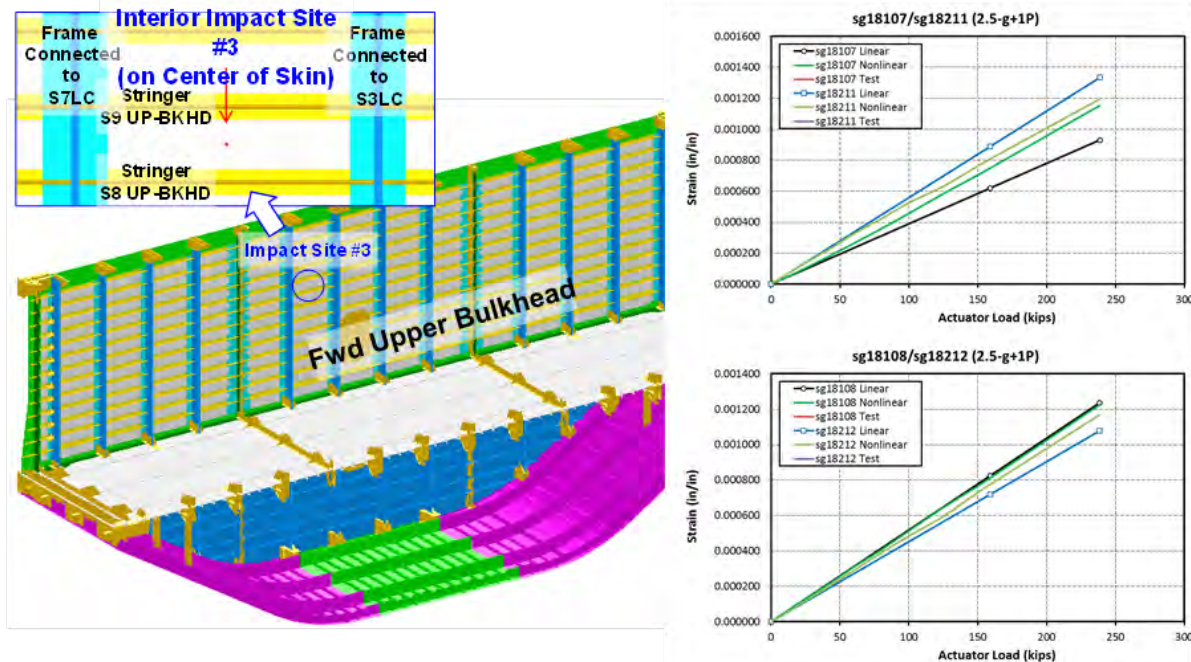 Frame
Connected
to
S7LC
Interior Impact Site
#3
(on Center of Skin)
Frame
Connected
to
S3LC
Stringer
S9 UP-BKHD
Stringer
S8 UP-BKHD
Impact Site #3
Fwd Upper Bulkhead
sg18107/sg18211 (2.5-g+1P)
Strain (in/in)
0.001600
0.001400
0.001200
0.001000
0.000800
0.000600
0.000400
0.000200
0.000000
sg18107 Linear
sg18107 Nonlinear
sg18107 Test
sg18211 Linear
sg18211 Nonlinear
sg18211 Test
0 50 100 150 200 250 300
Actuator Load (kips)
sg18108/sg18212 (2.5-g+1P)
Strain (in/in)
0.001400
0.001200
0.001000
0.000800
0.000600
0.000400
0.000200
0.000000
sg18108 Linear
sg18108 Nonlinear
sg18108 Test
sg18212 Linear
sg18212 Nonlinear
sg18212 Test
0 50 100 150 200 250 300
Actuator Load (kips)